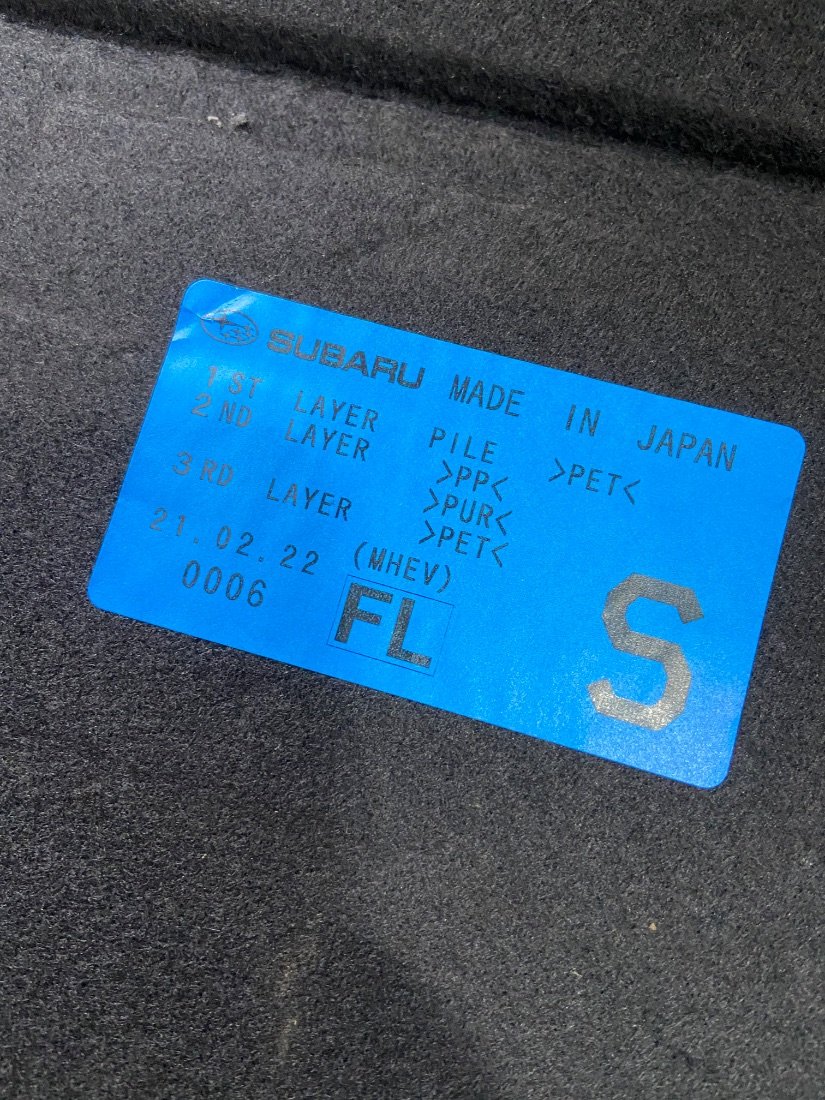 SUBARU MADE IN JAPAN
1ST LAYER PILE >PET<
2ND LAYER >PP<
>PUR<
3RD LAYER >PET<
21.02.22 (MHEV)
0006 FL
S